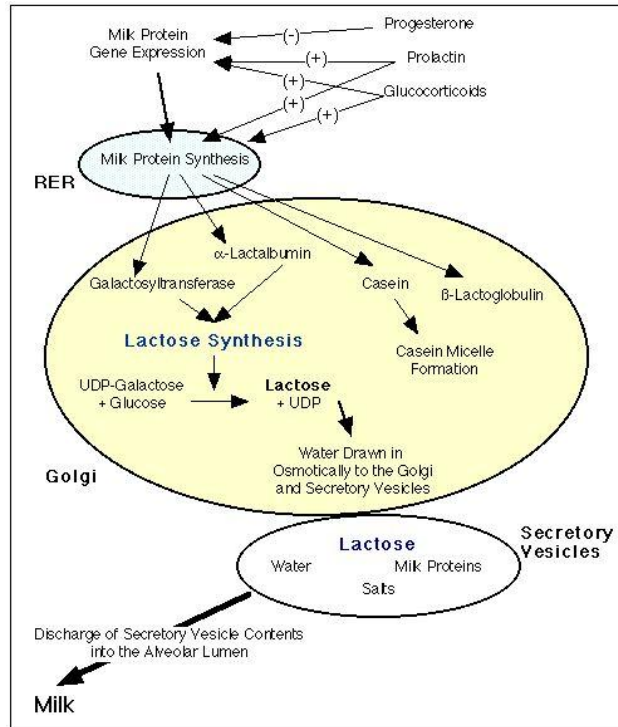 Progesterone
Milk Protein
Gene Expression
(-)
Prolactin
(+)
Glucocorticoids
(+)
(+)
(+)
Milk Protein Synthesis
RER
α-Lactalbumin
Galactosyltransferase
Casein
ß-Lactoglobulin
Lactose Synthesis
Casein Micelle
Formation
UDP-Galactose
+ Glucose
Lactose
+ UDP
Water Drawn in
Osmotically to the Golgi
and Secretory Vesicles
Golgi
Secretory
Vesicles
Lactose
Water
Milk Proteins
Salts
Discharge of Secretory Vesicle Contents
into the Alveolar Lumen
Milk